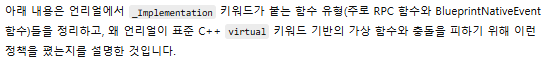 아래 내용은 언리얼에서 _Implementation 키워드가 붙는 함수 유형(주로 RPC 함수와 BlueprintNativeEvent
함수)들을 정리하고, 왜 언리얼이 표준 C++ virtual 키워드 기반의 가상 함수와 충돌을 피하기 위해 이런
정책을 폈는지를 설명한 것입니다.